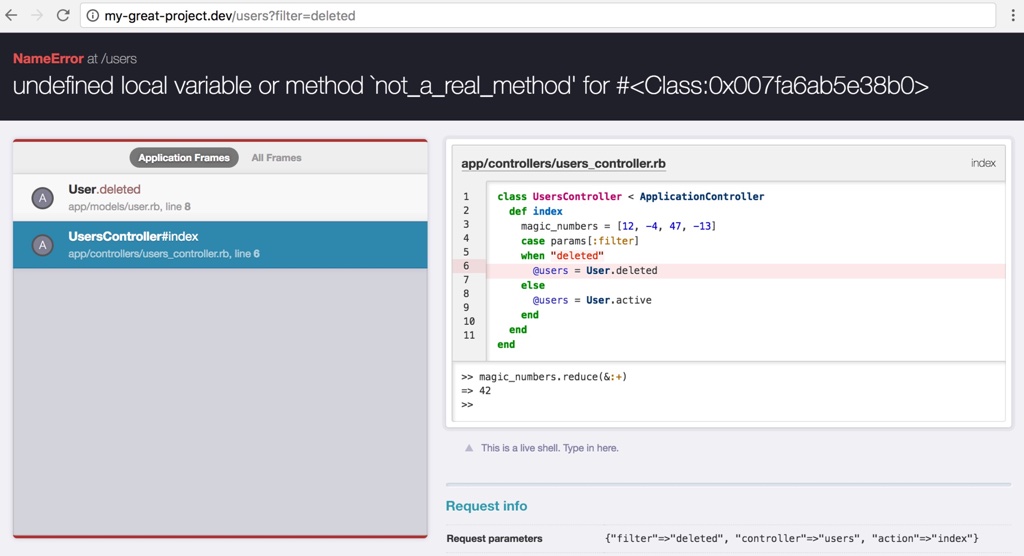 my-great-project.dev/users?filter=deleted
NameError at /users
undefined local variable or method `not_a_real_method' for #<Class:0x007fa6ab5e38b0>
Application Frames All Frames
A User.deleted
app/models/user.rb, line 8
A UsersController#index
app/controllers/users_controller.rb, line 6
app/controllers/users_controller.rb index
1 class UsersController < ApplicationController
2   def index
3     magic_numbers = [12, -4, 47, -13]
4     case params[:filter]
5     when "deleted"
6       @users = User.deleted
7     else
8       @users = User.active
9     end
10   end
11 end
>> magic_numbers.reduce(&:+)
=> 42
>>
This is a live shell. Type in here.
Request info
Request parameters {"filter"=>"deleted", "controller"=>"users", "action"=>"index"}